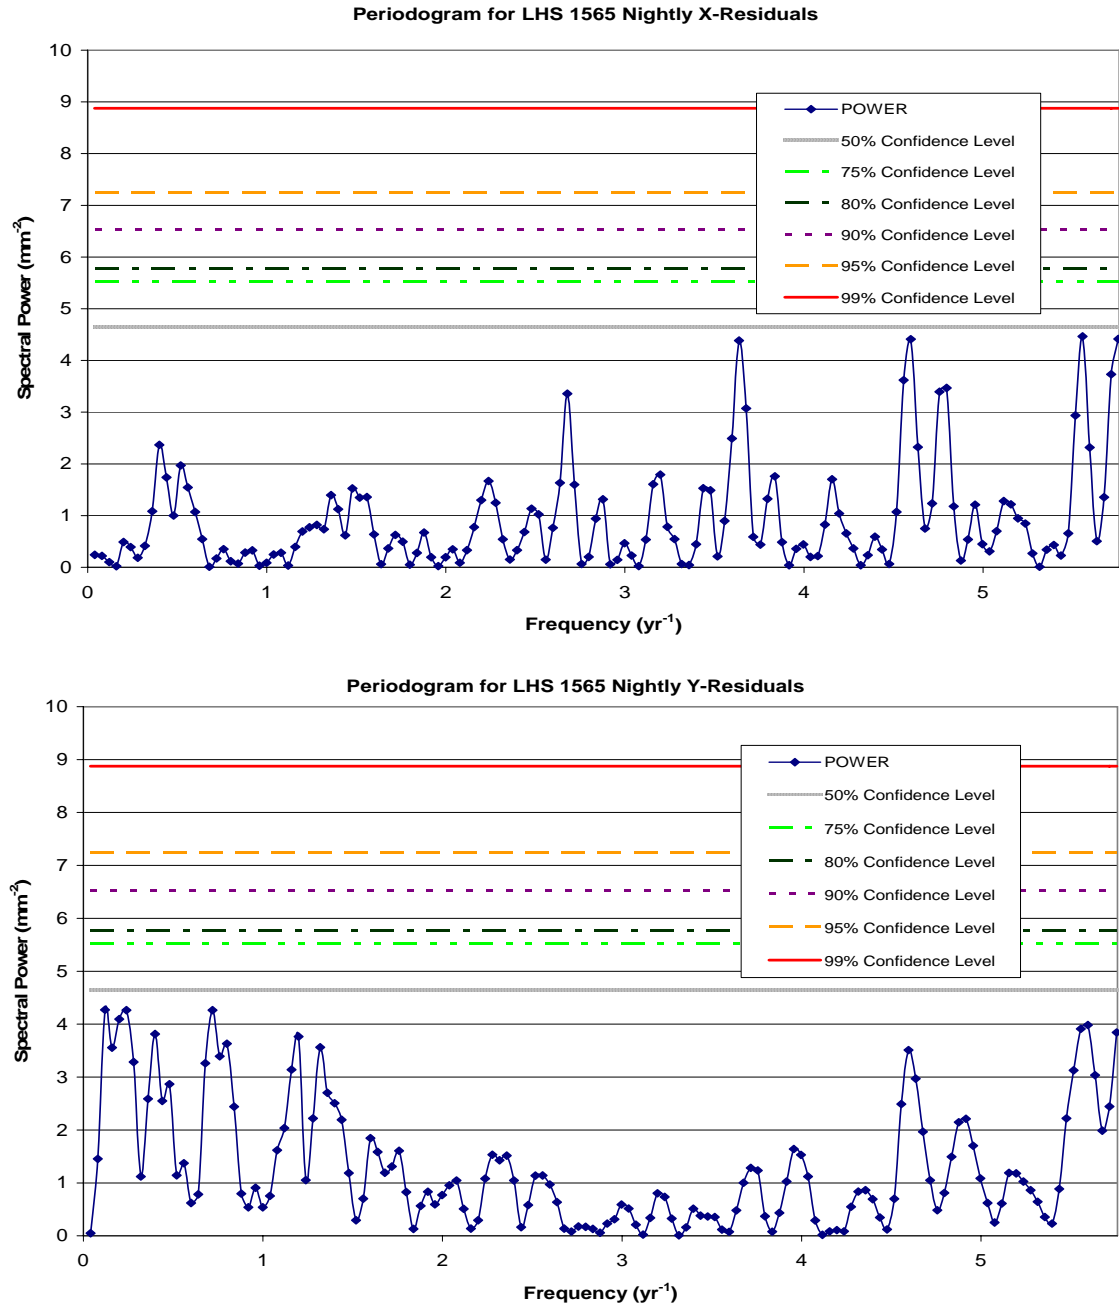 Periodogram for LHS 1565 Nightly X-Residuals
10
9
8
7
6
5
4
3
2
1
0
Spectral Power (mm-2)
POWER
50% Confidence Level
75% Confidence Level
80% Confidence Level
90% Confidence Level
95% Confidence Level
99% Confidence Level
0 1 2 3 4 5
Frequency (yr-1)
Periodogram for LHS 1565 Nightly Y-Residuals
10
9
8
7
6
5
4
3
2
1
0
Spectral Power (mm-2)
POWER
50% Confidence Level
75% Confidence Level
80% Confidence Level
90% Confidence Level
95% Confidence Level
99% Confidence Level
0 1 2 3 4 5
Frequency (yr-1)